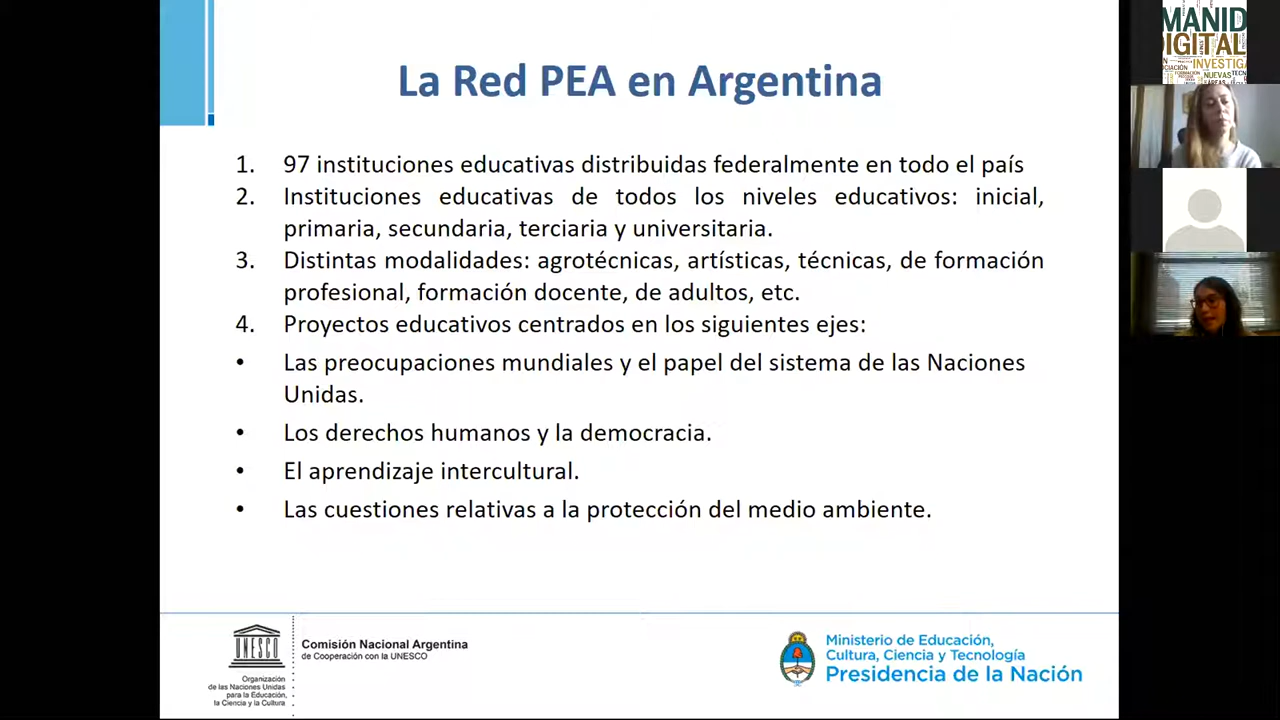 La Red PEA en Argentina
1. 97 instituciones educativas distribuidas federalmente en todo el país
2. Instituciones educativas de todos los niveles educativos: inicial,
primaria, secundaria, terciaria y universitaria.
3. Distintas modalidades: agrotécnicas, artísticas, técnicas, de formación
profesional, formación docente, de adultos, etc.
4. Proyectos educativos centrados en los siguientes ejes:
• Las preocupaciones mundiales y el papel del sistema de las Naciones
Unidas.
• Los derechos humanos y la democracia.
• El aprendizaje intercultural.
• Las cuestiones relativas a la protección del medio ambiente.
UNESCO
Organización
de las Naciones Unidas
para la Educación,
la Ciencia y la Cultura
Comisión Nacional Argentina
de Cooperación con la UNESCO
Ministerio de Educación,
Cultura, Ciencia y Tecnología
Presidencia de la Nación
MANID
DIGITAL
INVESTIGA
NUEVAS